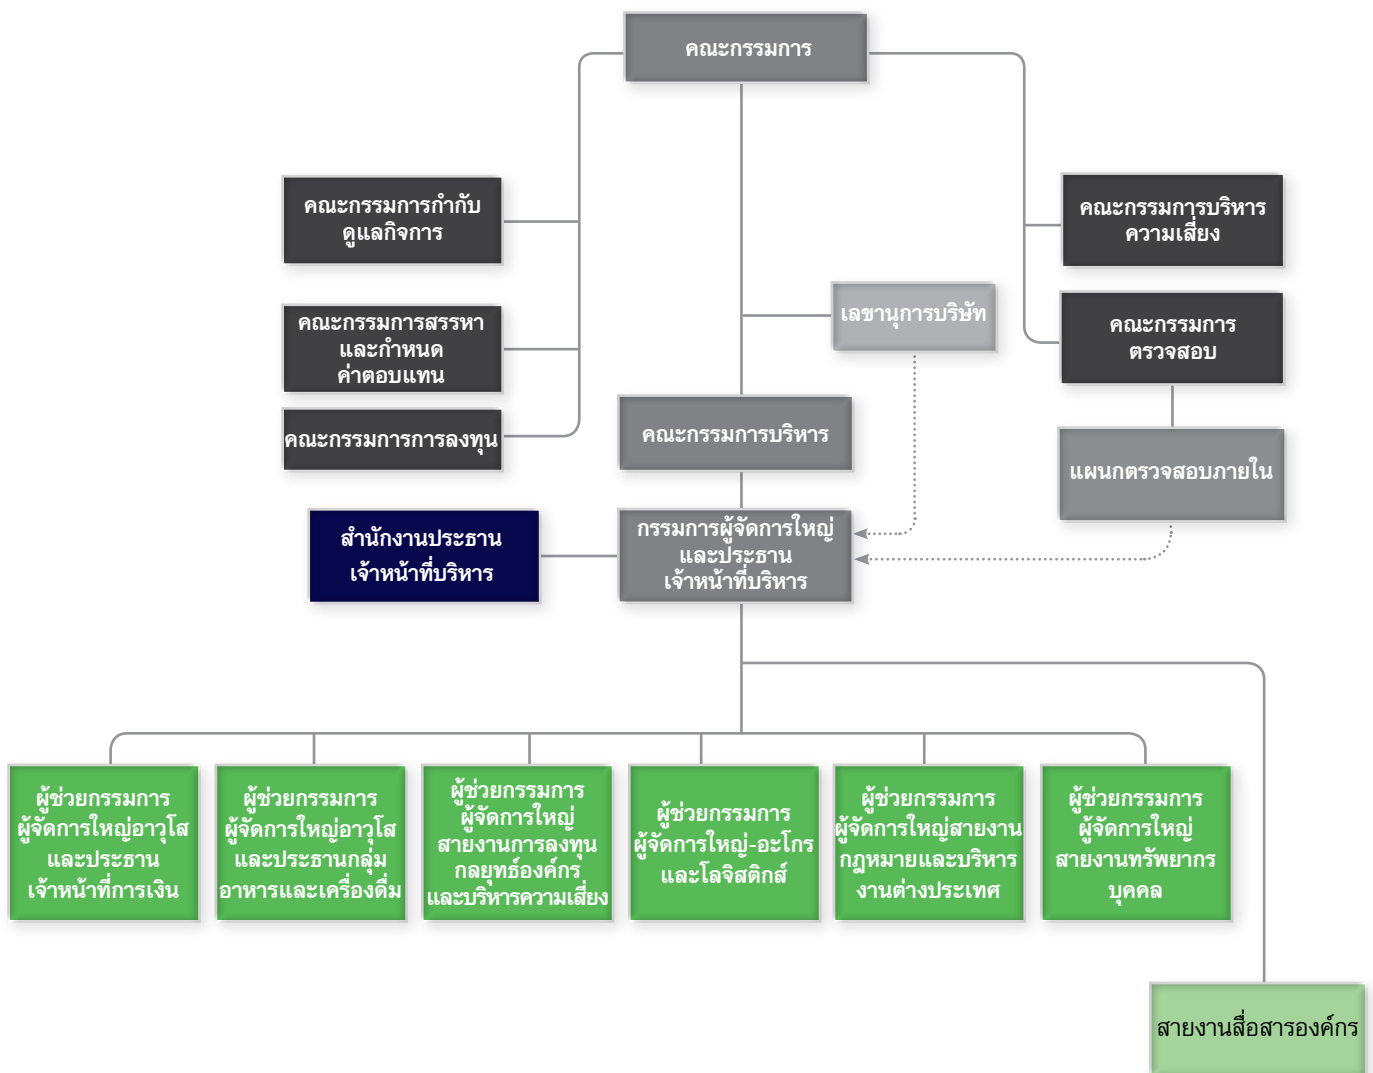 คณะกรรมการ
คณะกรรมการกำกับ
ดูแลกิจการ
คณะกรรมการบริหาร
ความเสี่ยง
เลขานุการบริษัท
คณะกรรมการสรรหา
และกำหนด
ค่าตอบแทน
คณะกรรมการ
ตรวจสอบ
คณะกรรมการการลงทุน
คณะกรรมการบริหาร
แผนกตรวจสอบภายใน
สำนักงานประธาน
เจ้าหน้าที่บริหาร
กรรมการผู้จัดการใหญ่
และประธาน
เจ้าหน้าที่บริหาร
ผู้ช่วยกรรมการ
ผู้จัดการใหญ่อาวุโส
และประธาน
เจ้าหน้าที่การเงิน
ผู้ช่วยกรรมการ
ผู้จัดการใหญ่อาวุโส
และประธานกลุ่ม
อาหารและเครื่องดื่ม
ผู้ช่วยกรรมการ
ผู้จัดการใหญ่
สายงานการลงทุน
กลยุทธ์องค์กร
และบริหารความเสี่ยง
ผู้ช่วยกรรมการ
ผู้จัดการใหญ่-อะโกร
และโลจิสติกส์
ผู้ช่วยกรรมการ
ผู้จัดการใหญ่สายงาน
กฎหมายและบริหาร
งานต่างประเทศ
ผู้ช่วยกรรมการ
ผู้จัดการใหญ่
สายงานทรัพยากร
บุคคล
สายงานสื่อสารองค์กร